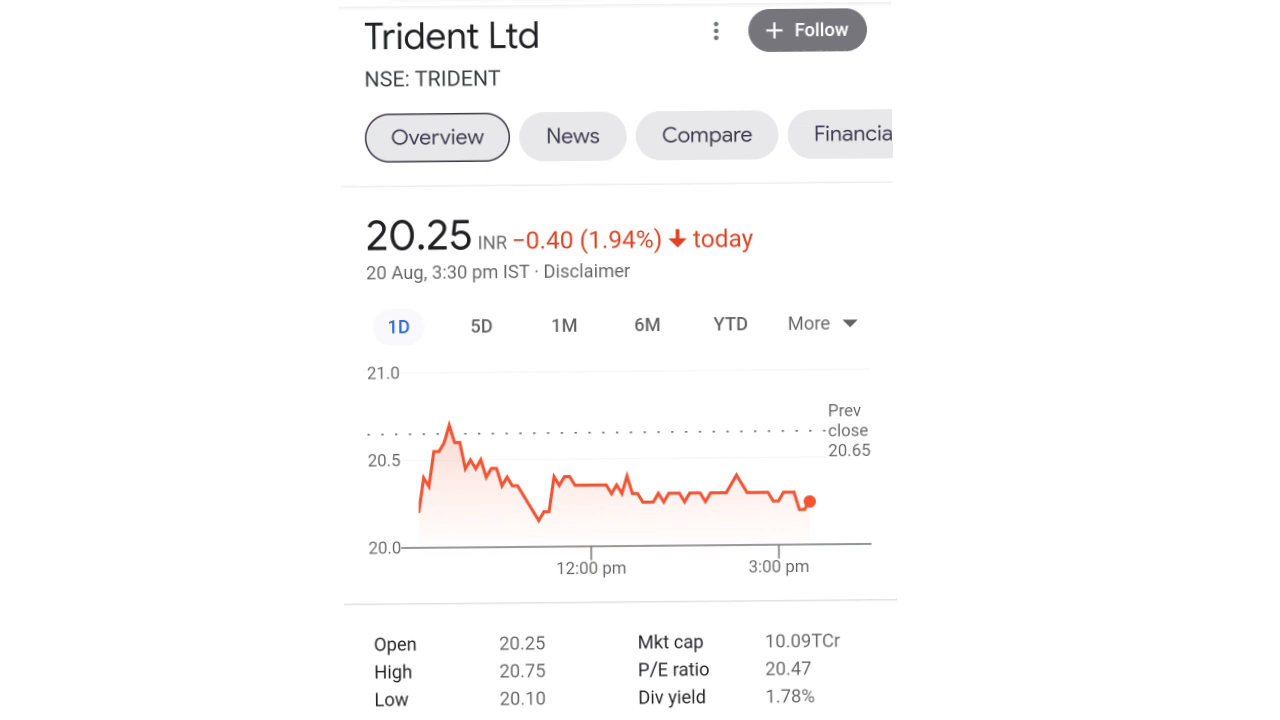 Trident Ltd
+ Follow
NSE: TRIDENT
Overview News Compare Financia
20.25 INR −0.40 (1.94%) ↓ today
20 Aug, 3:30 pm IST · Disclaimer
1D 5D 1M 6M YTD More
21.0
Prev
close
20.65
20.5
20.0
12:00 pm 3:00 pm
Open 20.25 Mkt cap 10.09TCr
High 20.75 P/E ratio 20.47
Low 20.10 Div yield 1.78%